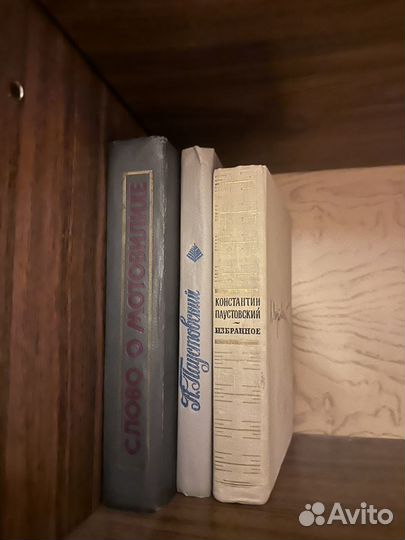 СЛОВО О МОТОВИЛИХЕ
К. Паустовский
КОНСТАНТИН
ПАУСТОВСКИЙ
~
ИЗБРАННОЕ
Avito